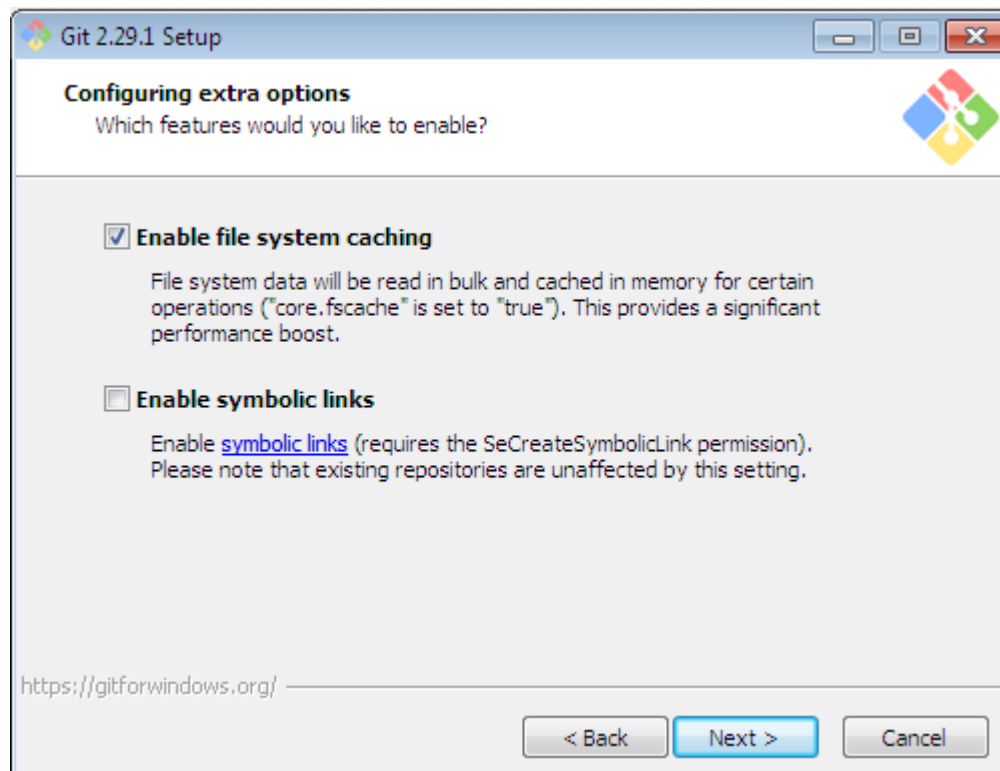 Git 2.29.1 Setup
Configuring extra options
Which features would you like to enable?
Enable file system caching
File system data will be read in bulk and cached in memory for certain
operations ("core.fscache" is set to "true"). This provides a significant
performance boost.
Enable symbolic links
Enable symbolic links (requires the SeCreateSymbolicLink permission).
Please note that existing repositories are unaffected by this setting.
https://gitforwindows.org/
< Back
Next >
Cancel